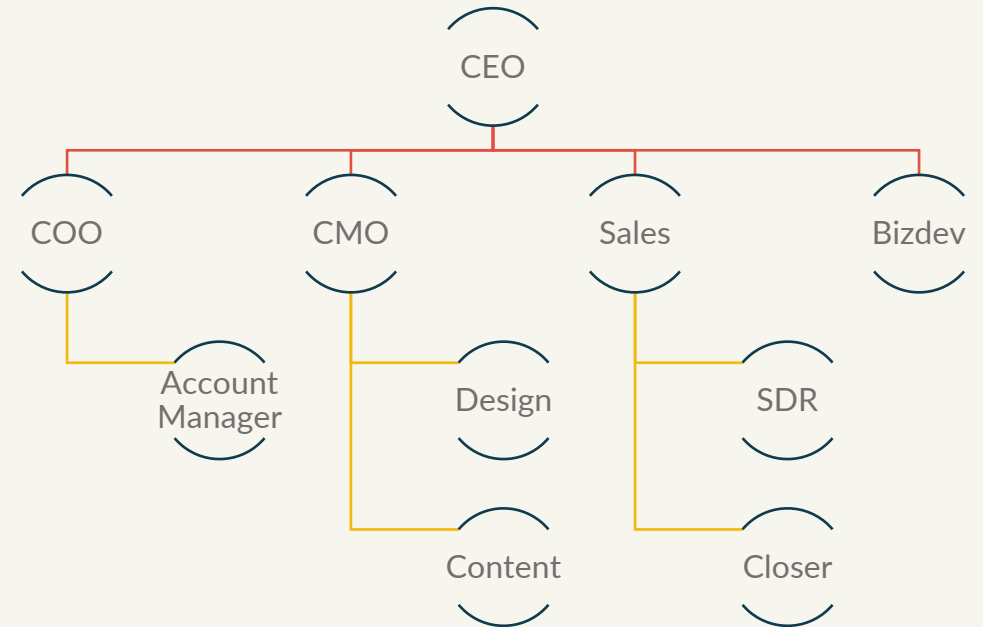 CEO
COO
CMO
Sales
Bizdev
Account
Manager
Design
SDR
Content
Closer